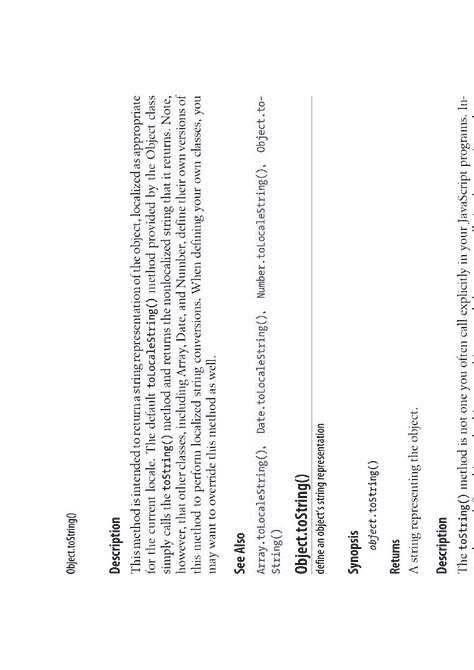 Object.toString()
Description
This method is intended to return a string representation of the object, localized as appropriate
for the current locale. The default toLocaleString() method provided by the Object class
simply calls the toString() method and returns the nonlocalized string that it returns. Note,
however, that other classes, including Array, Date, and Number, define their own versions of
this method to perform localized string conversions. When defining your own classes, you
may want to override this method as well.
See Also
Array.toLocaleString(), Date.toLocaleString(), Number.toLocaleString(), Object.to-
String()
Object.toString()
define an object's string representation
Synopsis
object.toString()
Returns
A string representing the object.
Description
The toString() method is not one you often call explicitly in your JavaScript programs. In-